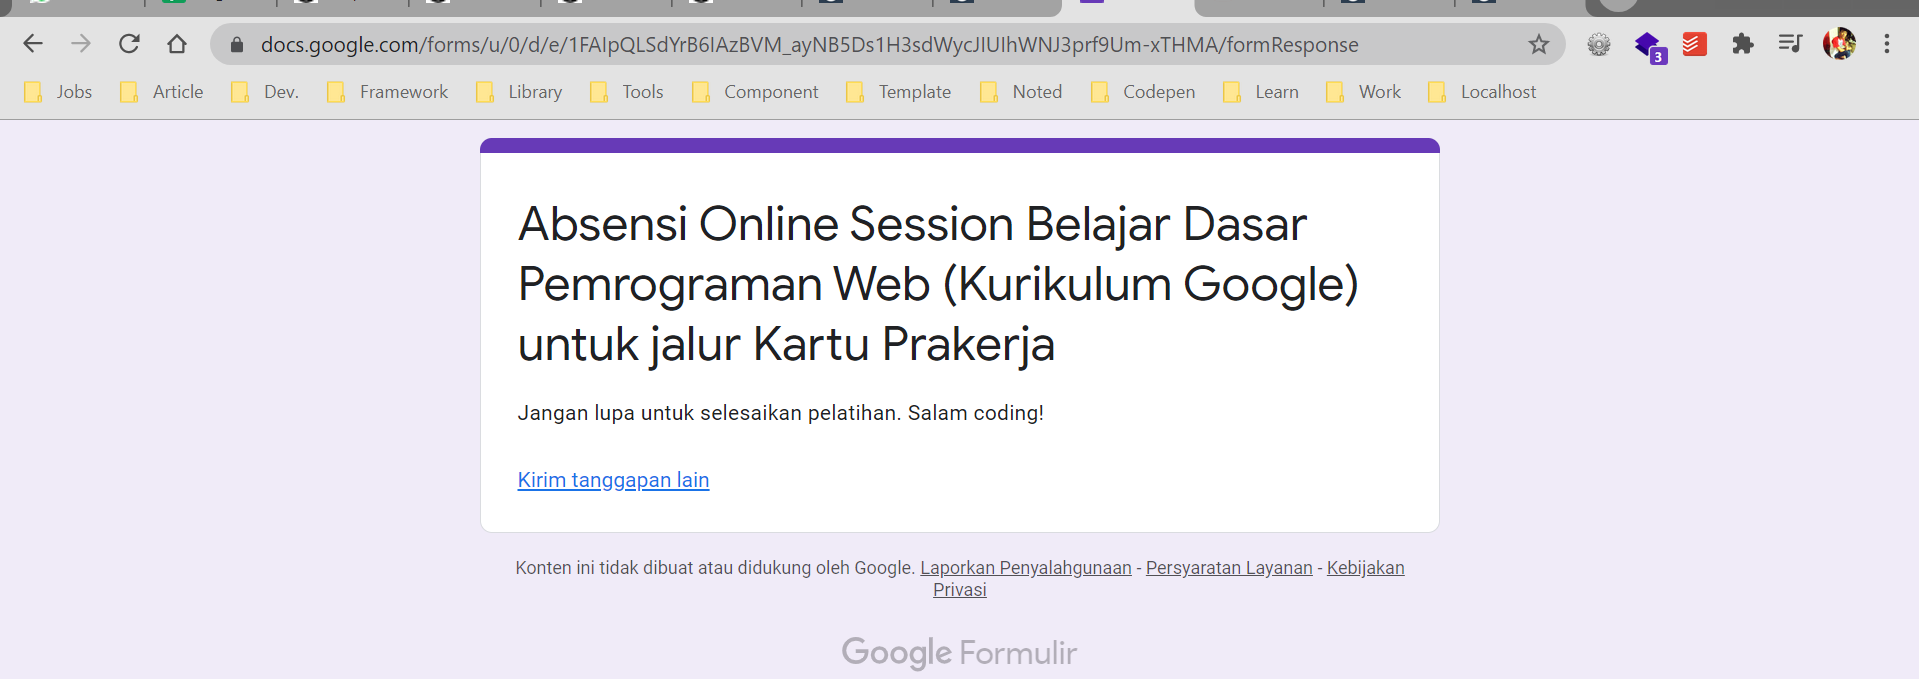 docs.google.com/forms/u/0/d/e/1FAIpQLSdYrB6IAzBVM_ayNB5Ds1H3sdWycJIUIhWNJ3prf9Um-xTHMA/formResponse
3
Jobs Article Dev. Framework Library Tools Component Template Noted Codepen Learn Work Localhost
Absensi Online Session Belajar Dasar
Pemrograman Web (Kurikulum Google)
untuk jalur Kartu Prakerja
Jangan lupa untuk selesaikan pelatihan. Salam coding!
Kirim tanggapan lain
Konten ini tidak dibuat atau didukung oleh Google. Laporkan Penyalahgunaan - Persyaratan Layanan - Kebijakan
Privasi
Google Formulir